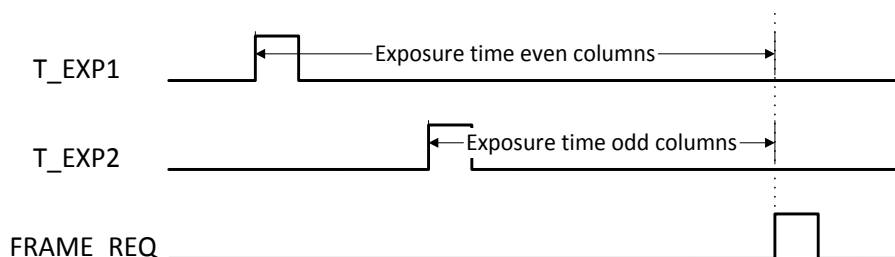 Exposure time even columns
T_EXP1
Exposure time odd columns
T_EXP2
FRAME_REQ